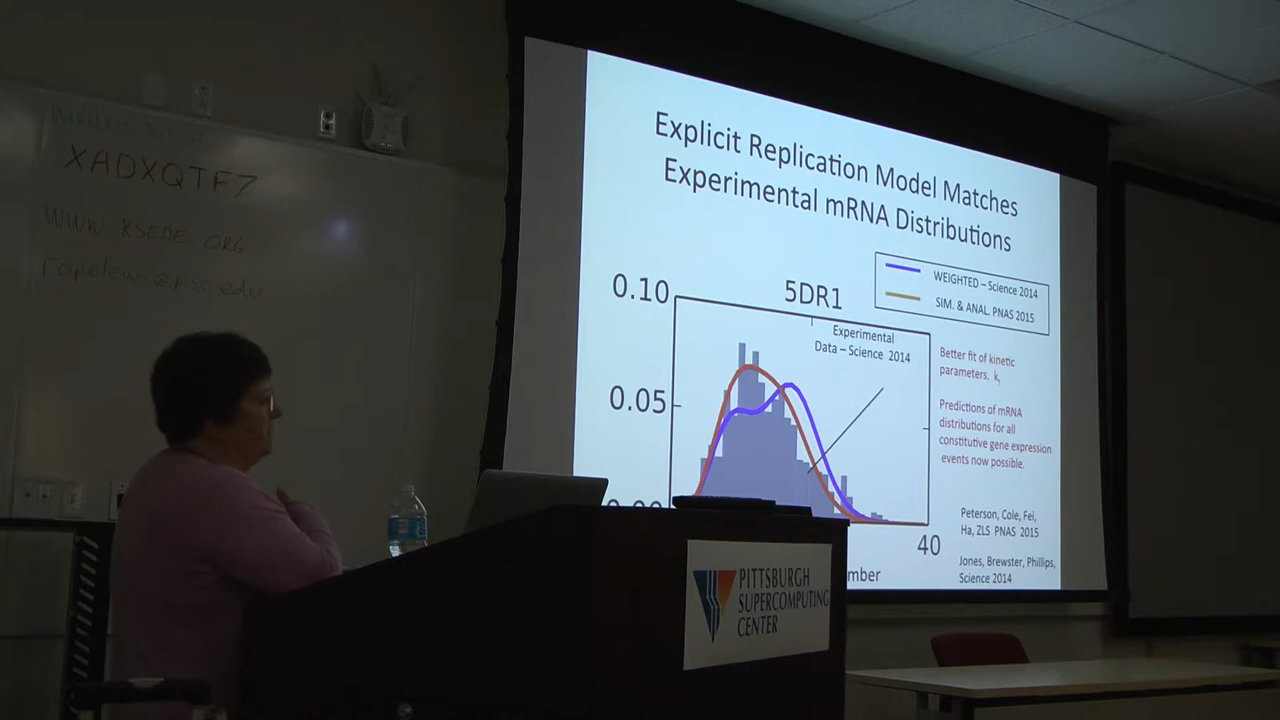 XADXQTF7
WWW.XSEDE.ORG
Explicit Replication Model Matches
Experimental mRNA Distributions
WEIGHTED – Science 2014
SIM. & ANAL. PNAS 2015
0.10
5DR1
Experimental
Data – Science 2014
0.05
Better fit of kinetic
parameters. k
Predictions of mRNA
distributions for all
constitutive gene expression
events now possible.
40
Peterson, Cole, Fei,
Ha, ZLS PNAS 2015
Jones, Brewster, Phillips,
Science 2014
PITTSBURGH
SUPERCOMPUTING
CENTER